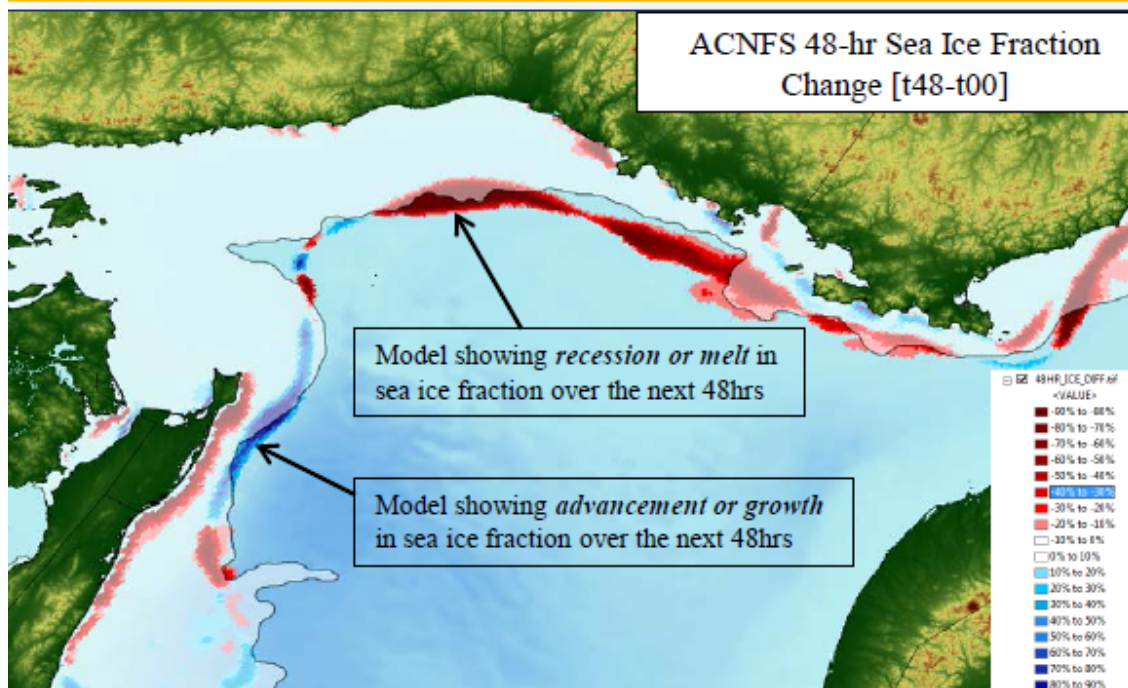 ACNFS 48-hr Sea Ice Fraction
Change [t48-t00]
Model showing recession or melt in
sea ice fraction over the next 48hrs
Model showing advancement or growth
in sea ice fraction over the next 48hrs
48HR_ICE_DIFF.tif
<VALUE>
-90% to -80%
-80% to -70%
-70% to -60%
-60% to -50%
-50% to -40%
-40% to -30%
-30% to -20%
-20% to -10%
-10% to 0%
0% to 10%
10% to 20%
20% to 30%
30% to 40%
40% to 50%
50% to 60%
60% to 70%
70% to 80%
80% to 90%